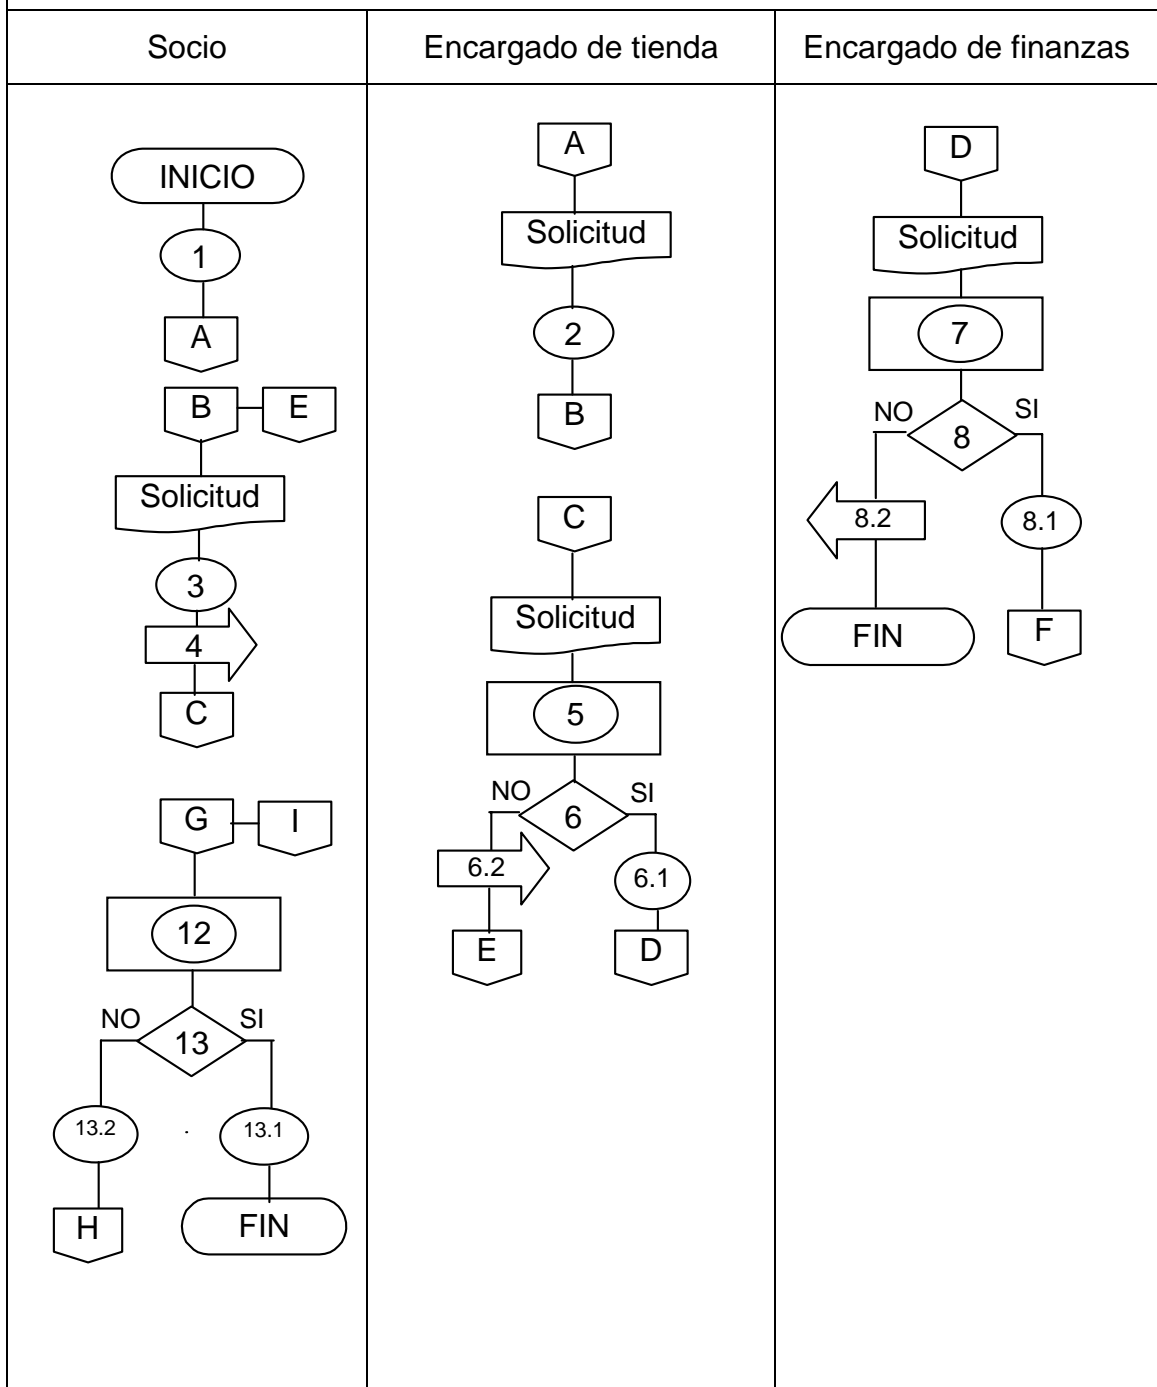 Socio
Encargado de tienda
Encargado de finanzas
INICIO
1
A
B
E
Solicitud
3
4
C
G
I
12
NO
SI
13
13.2
13.1
H
FIN
A
Solicitud
2
B
C
Solicitud
5
NO
SI
6
6.2
6.1
E
D
D
Solicitud
7
NO
SI
8
8.2
8.1
FIN
F